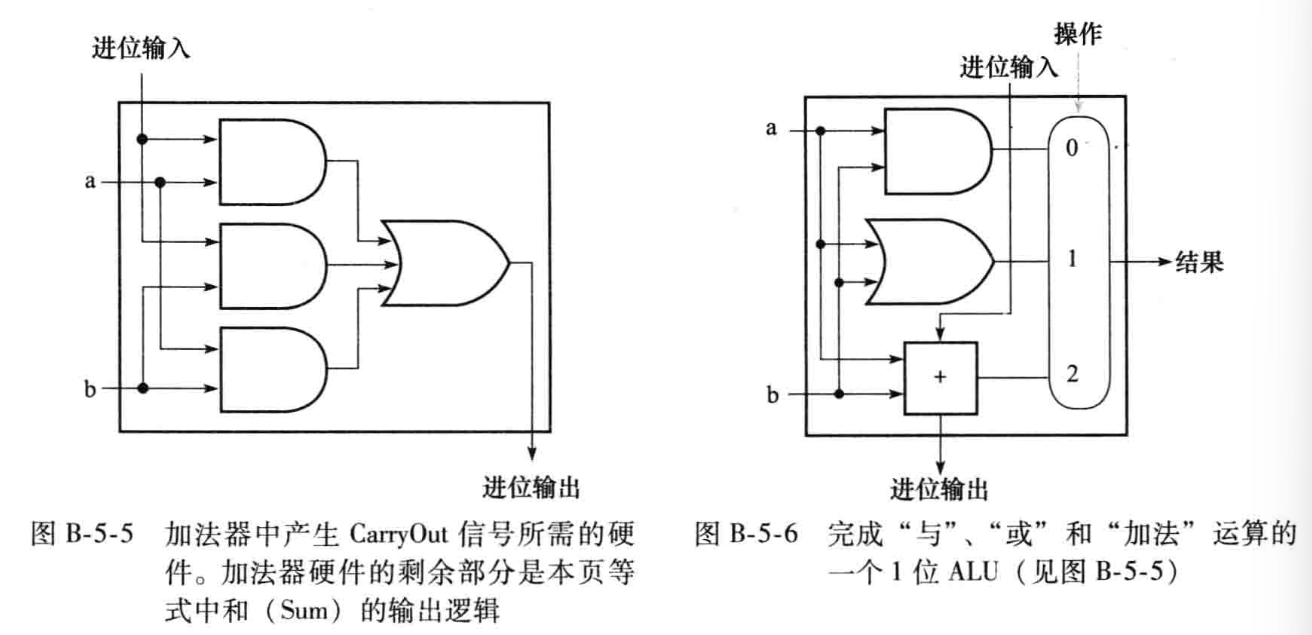 进位输入
a
b
进位输出
图 B-5-5 加法器中产生 CarryOut 信号所需的硬
件。加法器硬件的剩余部分是本页等
式中和（Sum）的输出逻辑
操作
进位输入
a
0
1
结果
+
2
b
进位输出
图 B-5-6 完成“与”、“或”和“加法”运算的
一个 1 位 ALU（见图 B-5-5）